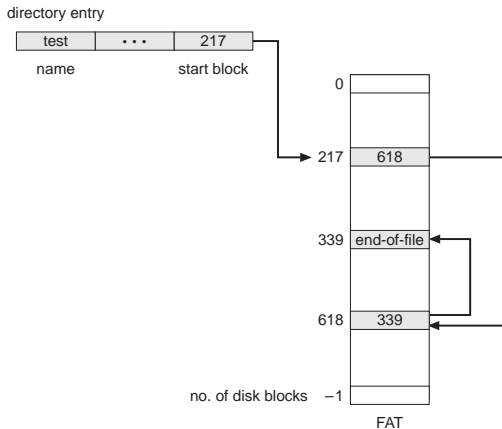 directory entry
test • • • 217
name start block
0
217 618
339 end-of-file
618 339
no. of disk blocks –1
FAT